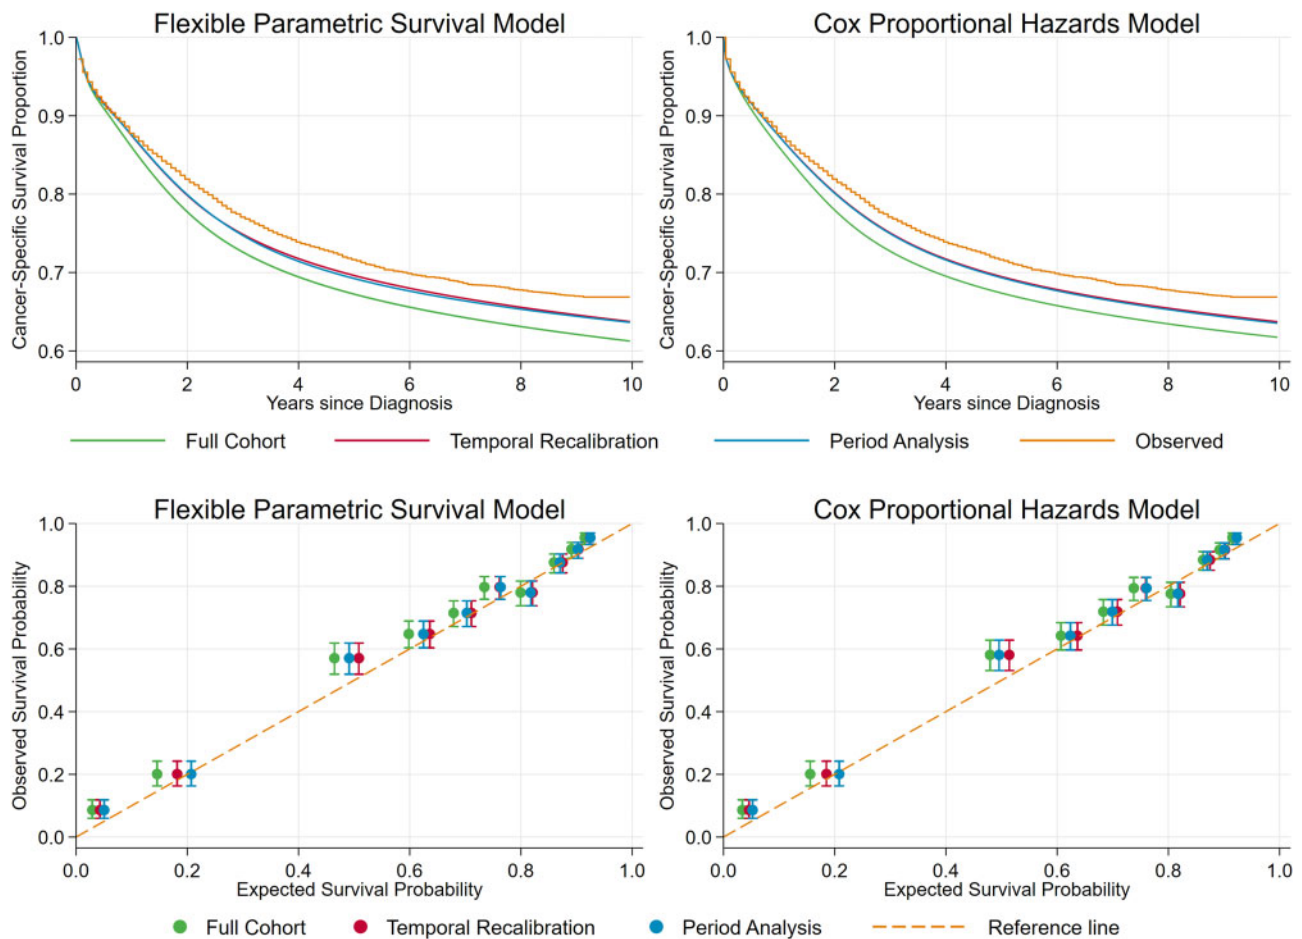 Flexible Parametric Survival Model
Cox Proportional Hazards Model
Cancer-Specific Survival Proportion
1.0
0.9
0.8
0.7
0.6
0 2 4 6 8 10
Years since Diagnosis
Cancer-Specific Survival Proportion
1.0
0.9
0.8
0.7
0.6
0 2 4 6 8 10
Years since Diagnosis
Full Cohort Temporal Recalibration Period Analysis Observed
Flexible Parametric Survival Model
Cox Proportional Hazards Model
Observed Survival Probability
1.0
0.8
0.6
0.4
0.2
0.0
0.0 0.2 0.4 0.6 0.8 1.0
Expected Survival Probability
Observed Survival Probability
1.0
0.8
0.6
0.4
0.2
0.0
0.0 0.2 0.4 0.6 0.8 1.0
Expected Survival Probability
Full Cohort Temporal Recalibration Period Analysis Reference line